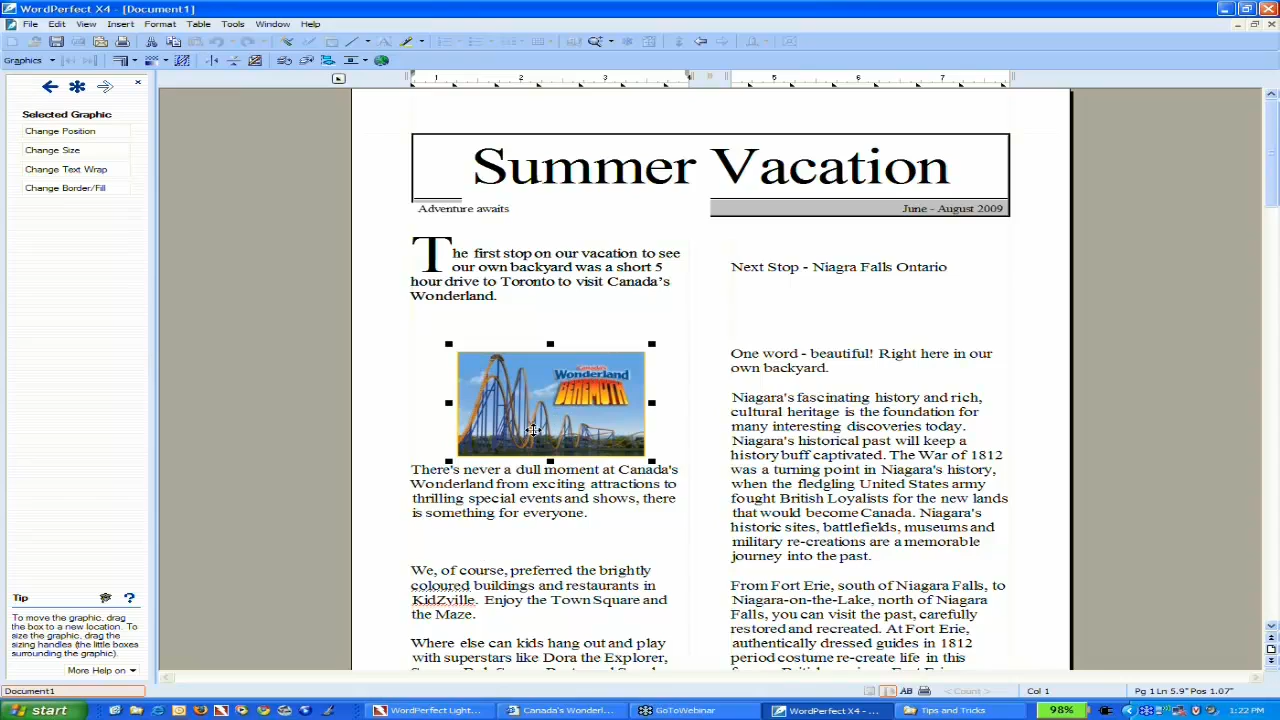 WordPerfect X4 - [Document1]
File Edit View Insert Format Table Tools Window Help
Graphics
Selected Graphic
Change Position
Change Size
Change Text Wrap
Change Border/Fill
1 2 3 5 6 7
Summer Vacation
Adventure awaits
June - August 2009
The first stop on our vacation to see
our own backyard was a short 5
hour drive to Toronto to visit Canada's
Wonderland.
Canada's
Wonderland
BEHEMOTH
There's never a dull moment at Canada's
Wonderland from exciting attractions to
thrilling special events and shows, there
is something for everyone.
We, of course, preferred the brightly
coloured buildings and restaurants in
KidZville. Enjoy the Town Square and
the Maze.
Where else can kids hang out and play
with superstars like Dora the Explorer,
Next Stop - Niagra Falls Ontario
One word - beautiful! Right here in our
own backyard.
Niagara's fascinating history and rich,
cultural heritage is the foundation for
many interesting discoveries today.
Niagara's historical past will keep a
history buff captivated. The War of 1812
was a turning point in Niagara's history,
when the fledgling United States army
fought British Loyalists for the new lands
that would become Canada. Niagara's
historic sites, battlefields, museums and
military re-creations are a memorable
journey into the past.
From Fort Erie, south of Niagara Falls, to
Niagara-on-the-Lake, north of Niagara
Falls, you can visit the past, carefully
restored and recreated. At Fort Erie,
authentically dressed guides in 1812
period costume re-create life in this
Tip
To move the graphic, drag
the box to a new location. To
size the graphic, drag the
sizing handles (the little boxes
surrounding the graphic).
More Help on
Document1
AB
< Count >
Col 1
Pg 1 Ln 5.9" Pos 1.07"
start
WordPerfect Light...
Canada's Wonderl...
GoToWebinar
WordPerfect X4 - ...
Tips and Tricks
98%
1:22 PM